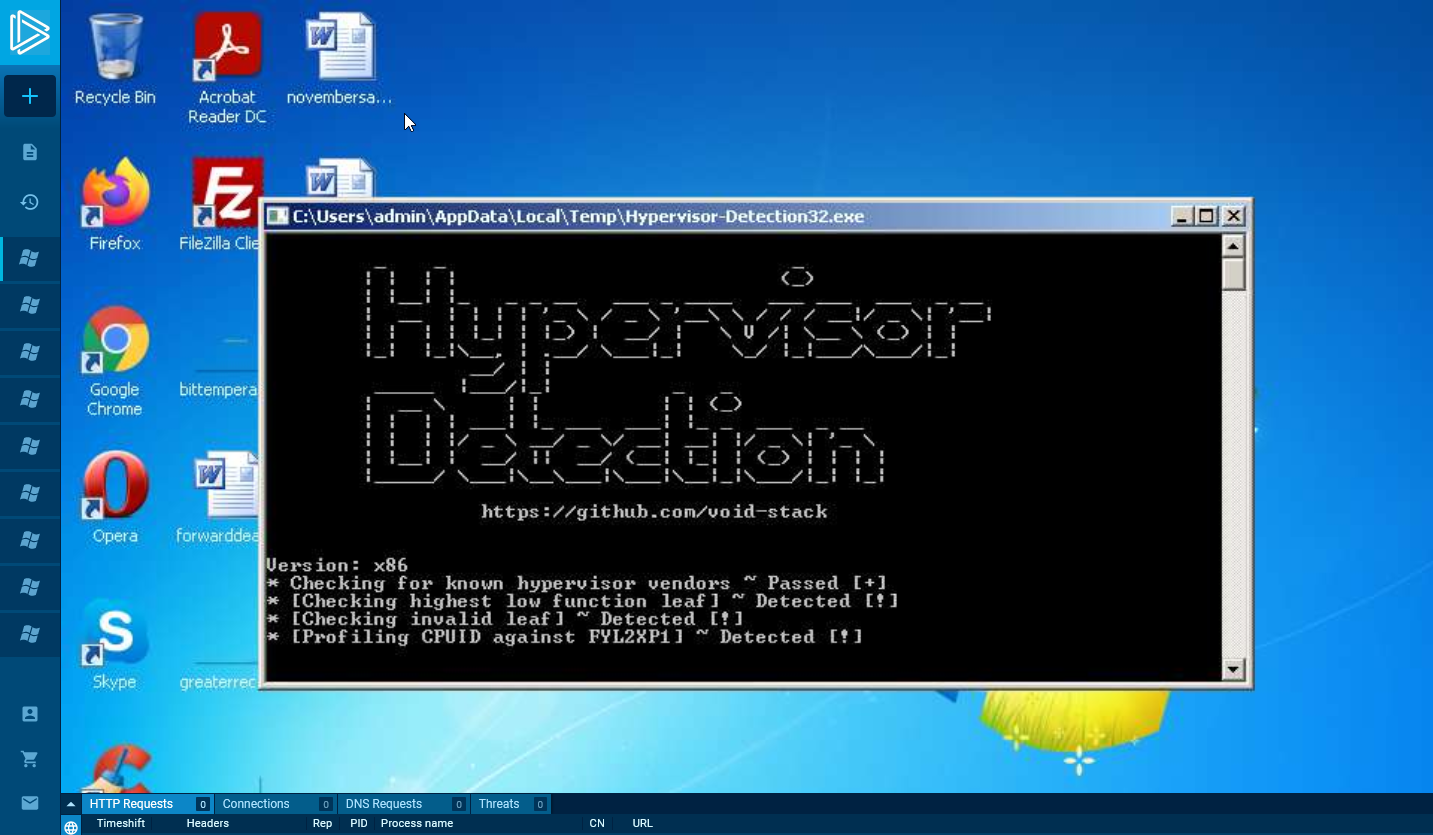 Recycle Bin
Acrobat
Reader DC
novembersa...
Firefox
FileZilla Clie
C:\Users\admin\AppData\Local\Temp\Hypervisor-Detection32.exe
Hypervisor
Detection
https://github.com/void-stack
Version: x86
* Checking for known hypervisor vendors ~ Passed [+]
* [Checking highest low function leaf] ~ Detected [!]
* [Checking invalid leaf] ~ Detected [!]
* [Profiling CPUID against FYL2XP1] ~ Detected [!]
Google
Chrome
bittempera
Opera
forwarddea
Skype
greaterrec
HTTP Requests 0 Connections 0 DNS Requests 0 Threats 0
Timeshift Headers Rep PID Process name CN URL